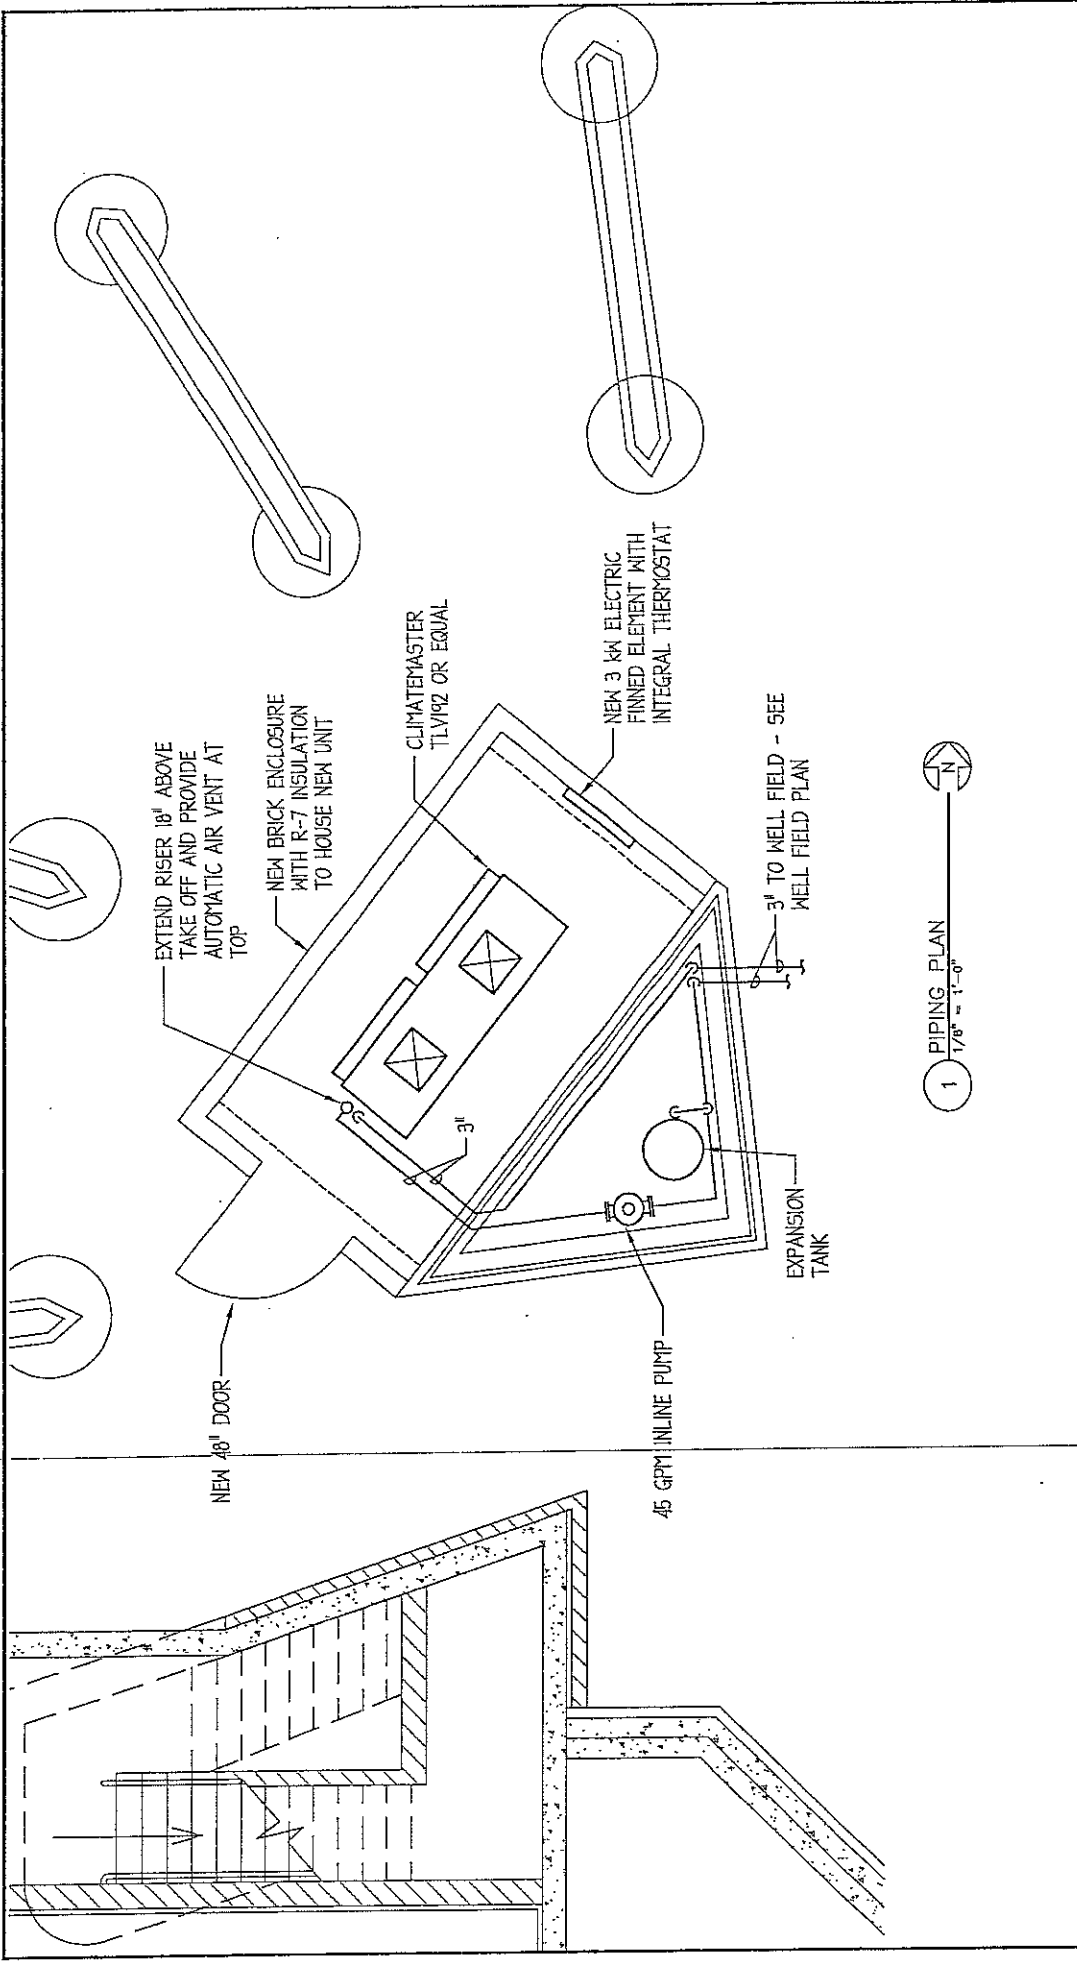 EXTEND RISER 18" ABOVE
TAKE OFF AND PROVIDE
AUTOMATIC AIR VENT AT
TOP
NEW BRICK ENCLOSURE
WITH R-7 INSULATION
TO HOUSE NEW UNIT
CLIMATEMASTER
TLV192 OR EQUAL
NEW 48" DOOR
3"
NEW 3 KW ELECTRIC
FINNED ELEMENT WITH
INTEGRAL THERMOSTAT
45 GPM INLINE PUMP
EXPANSION
TANK
3" TO WELL FIELD - SEE
WELL FIELD PLAN
1
PIPING PLAN
1/8" = 1'-0"
N